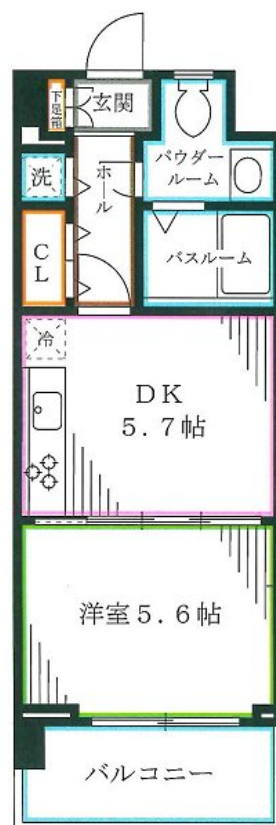 下足箱
玄関
洗
ホール
パウダー
ルーム
CL
バスルーム
冷
DK
5.7帖
洋室5.6帖
バルコニー